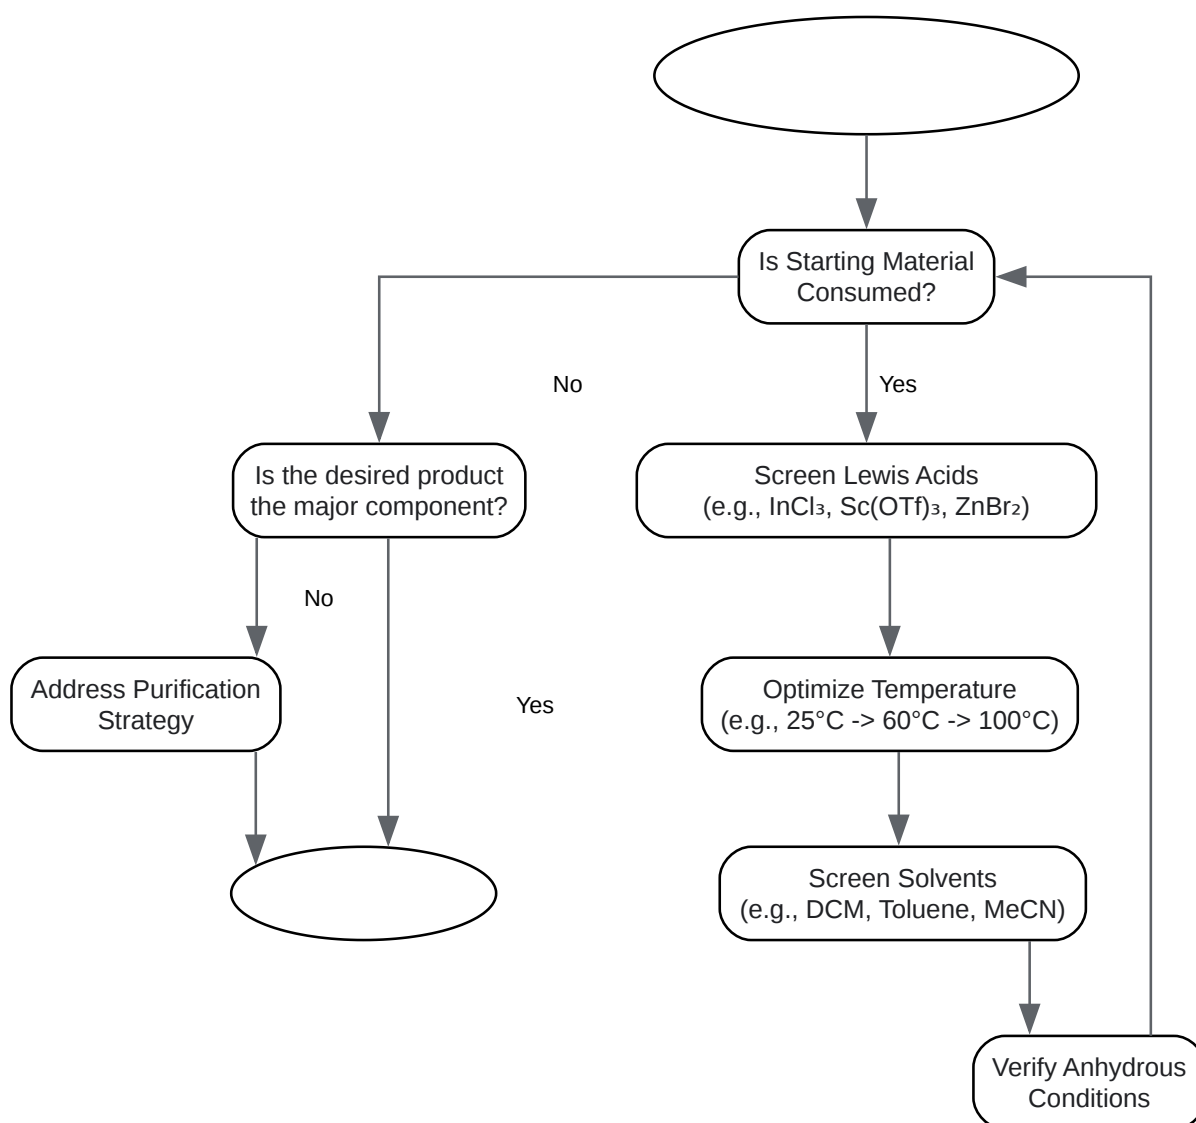 Is Starting Material
Consumed?
No
Yes
Is the desired product
the major component?
Screen Lewis Acids
(e.g., InCl₃, Sc(OTf)₃, ZnBr₂)
No
Address Purification
Strategy
Yes
Optimize Temperature
(e.g., 25°C -> 60°C -> 100°C)
Screen Solvents
(e.g., DCM, Toluene, MeCN)
Verify Anhydrous
Conditions